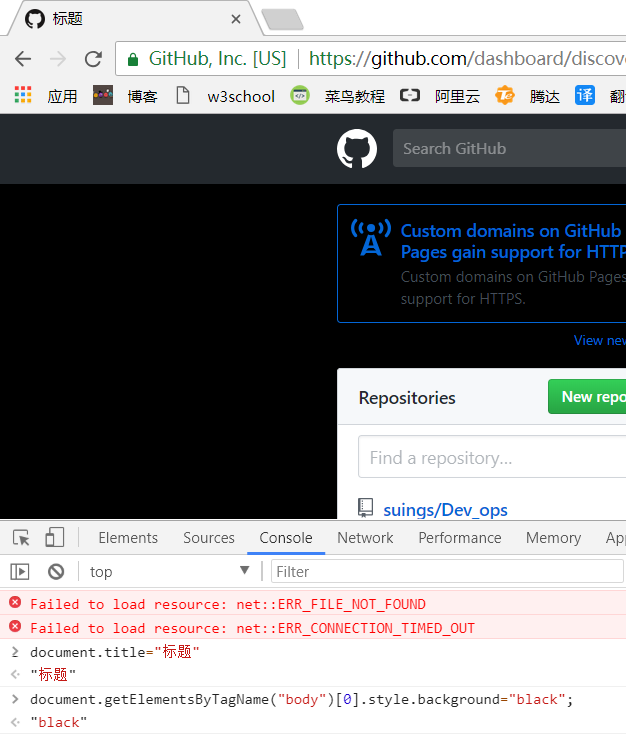 标题
GitHub, Inc. [US] https://github.com/dashboard/discove
应用 博客 w3school 菜鸟教程 阿里云 腾达 译 翻
Search GitHub
Custom domains on GitHub
Pages gain support for HTTP
Custom domains on GitHub Pages
support for HTTPS.
View new
Repositories New repo
Find a repository…
suings/Dev_ops
Elements Sources Console Network Performance Memory Ap
top Filter
Failed to load resource: net::ERR_FILE_NOT_FOUND
Failed to load resource: net::ERR_CONNECTION_TIMED_OUT
document.title="标题"
"标题"
document.getElementsByTagName("body")[0].style.background="black";
"black"